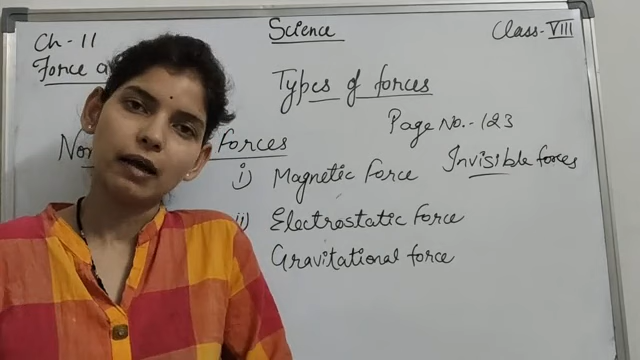 Science
Ch-11
Class-VIII
Force a
Types of forces
Page No.-123
Non forces
Invisible forces
i) Magnetic Force
ii) Electrostatic Force
Gravitational force